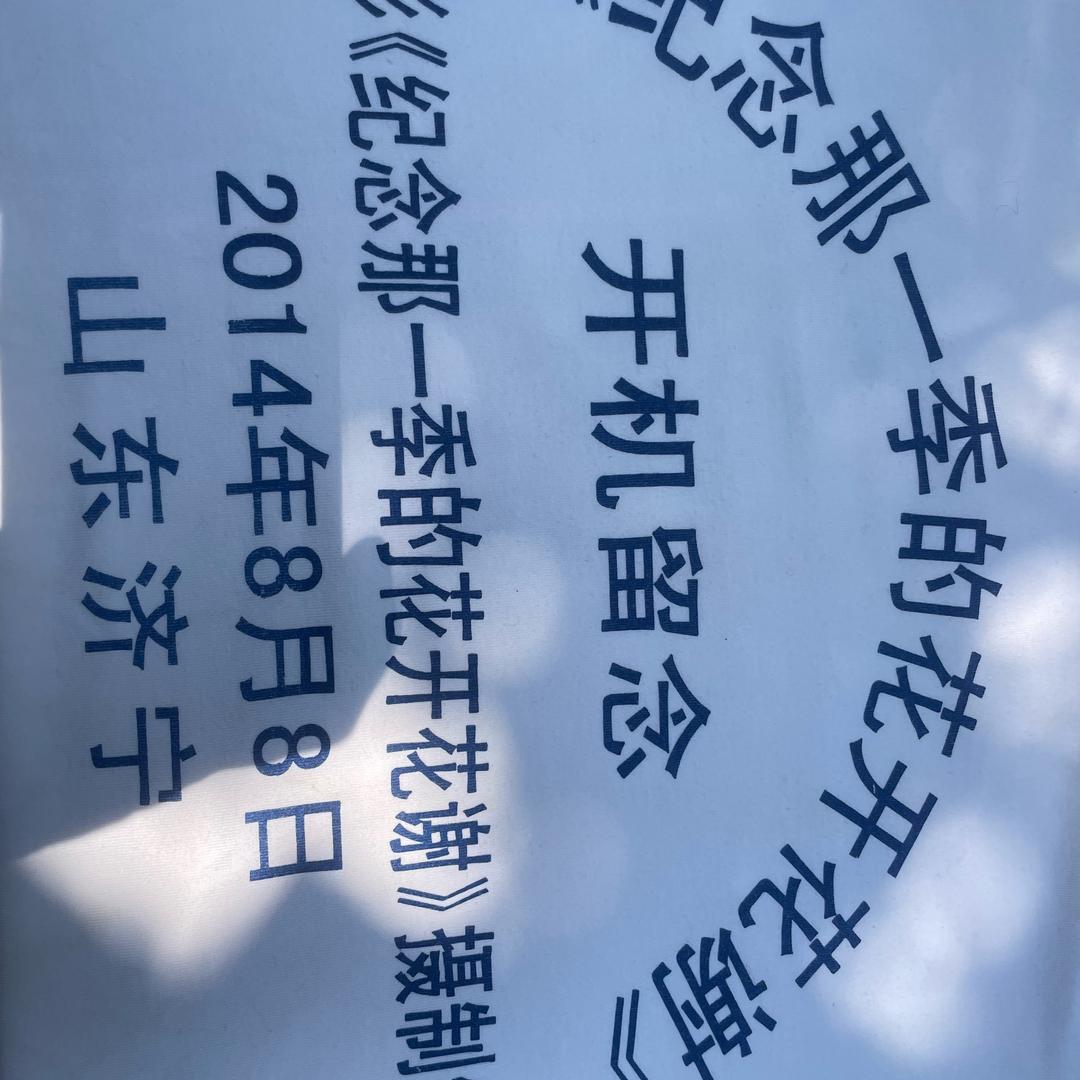 纪念那一季的花开花谢》
开机留念
《纪念那一季的花开花谢》摄制
2014年8月8日
山东济宁